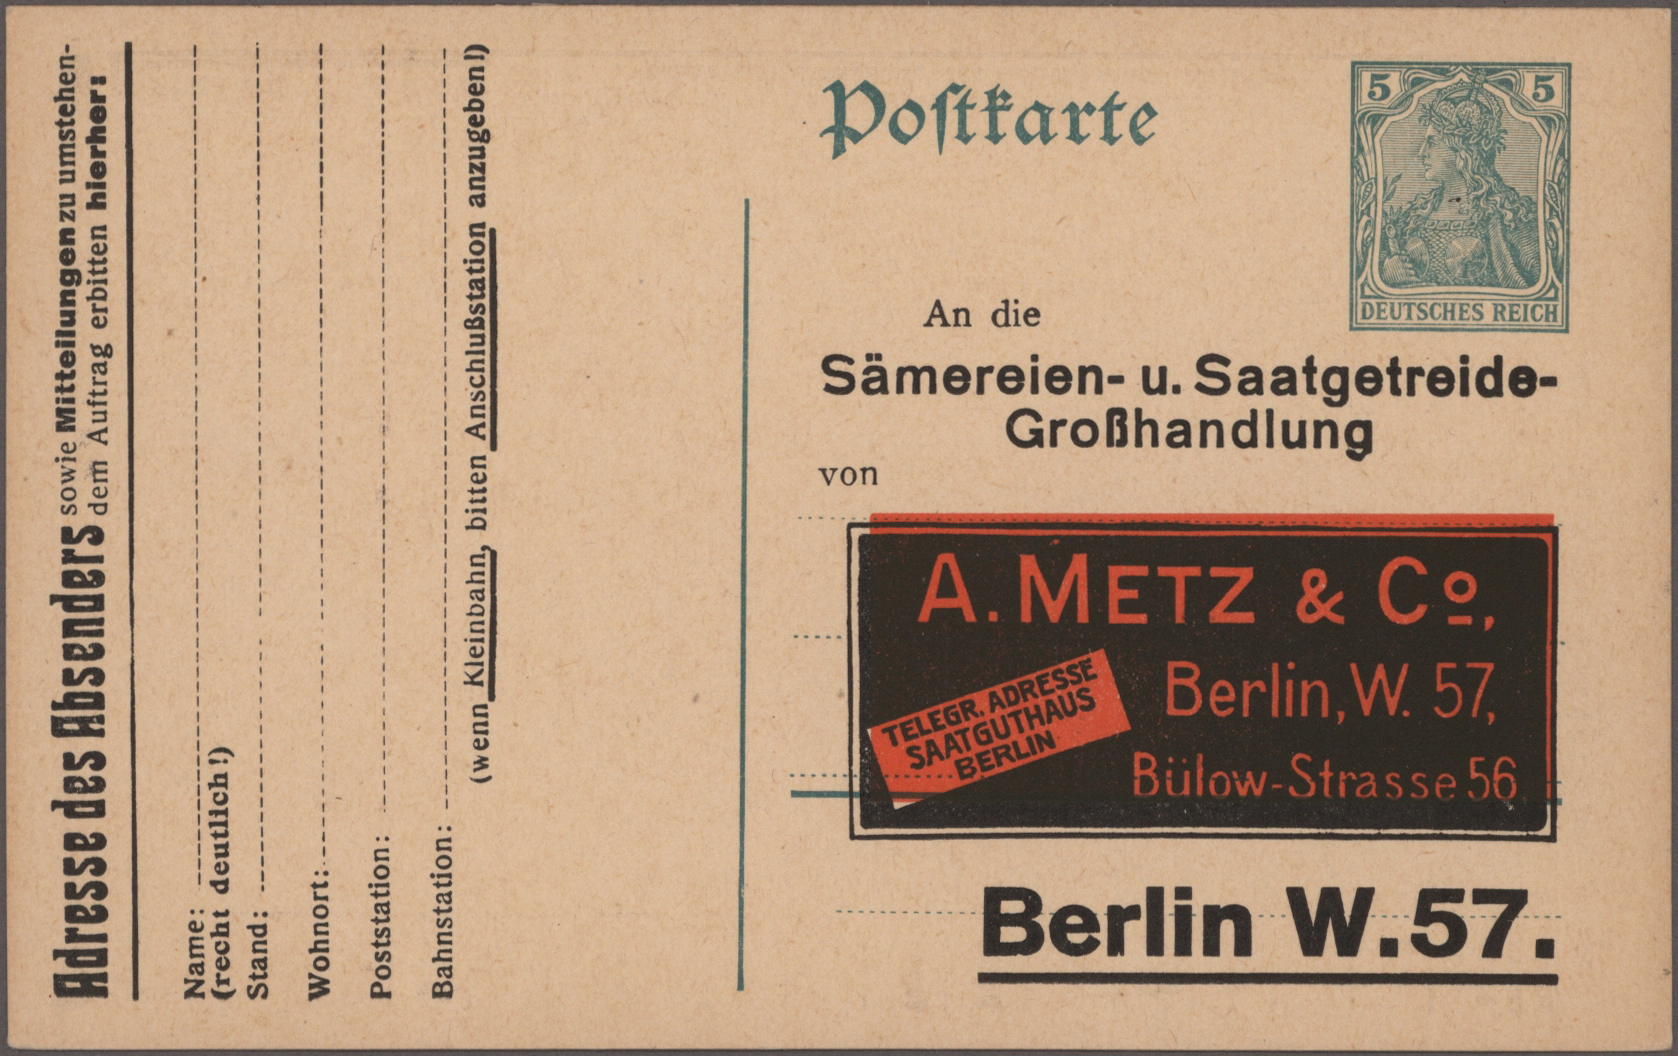 Adresse des Absenders sowie Mitteilungen zu umstehen-
dem Auftrag erbitten hierher:
Name:
(recht deutlich!)
Stand:
Wohnort:
Poststation:
Bahnstation:
(wenn Kleinbahn, bitten Anschlußstation anzugeben!)
Postkarte
5 5
DEUTSCHES REICH
An die
Sämereien- u. Saatgetreide-
Großhandlung
von
A. METZ & Co,
Berlin, W. 57,
Bülow-Strasse 56
TELEGR. ADRESSE
SAATGUTHAUS
BERLIN
Berlin W. 57.